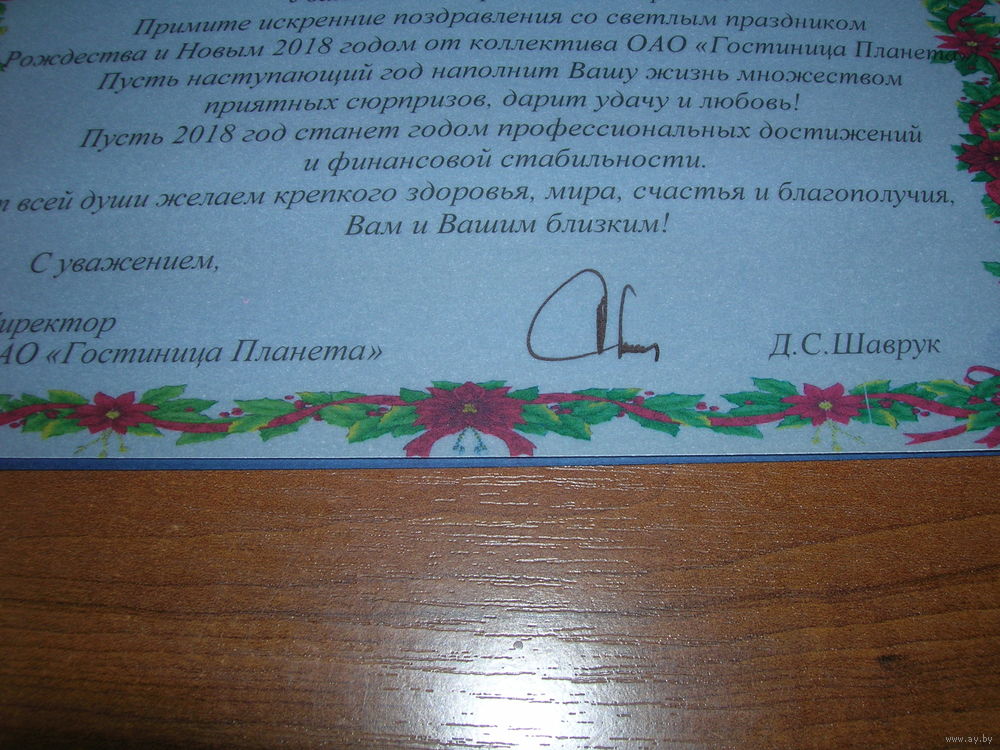 Примите искренние поздравления со светлым праздником
Рождества и Новым 2018 годом от коллектива ОАО «Гостиница Планета»
Пусть наступающий год наполнит Вашу жизнь множеством
приятных сюрпризов, дарит удачу и любовь!
Пусть 2018 год станет годом профессиональных достижений
и финансовой стабильности.
т всей души желаем крепкого здоровья, мира, счастья и благополучия,
Вам и Вашим близким!
С уважением,
иректор
АО «Гостиница Планета»
Д.С.Шаврук
www.ay.by